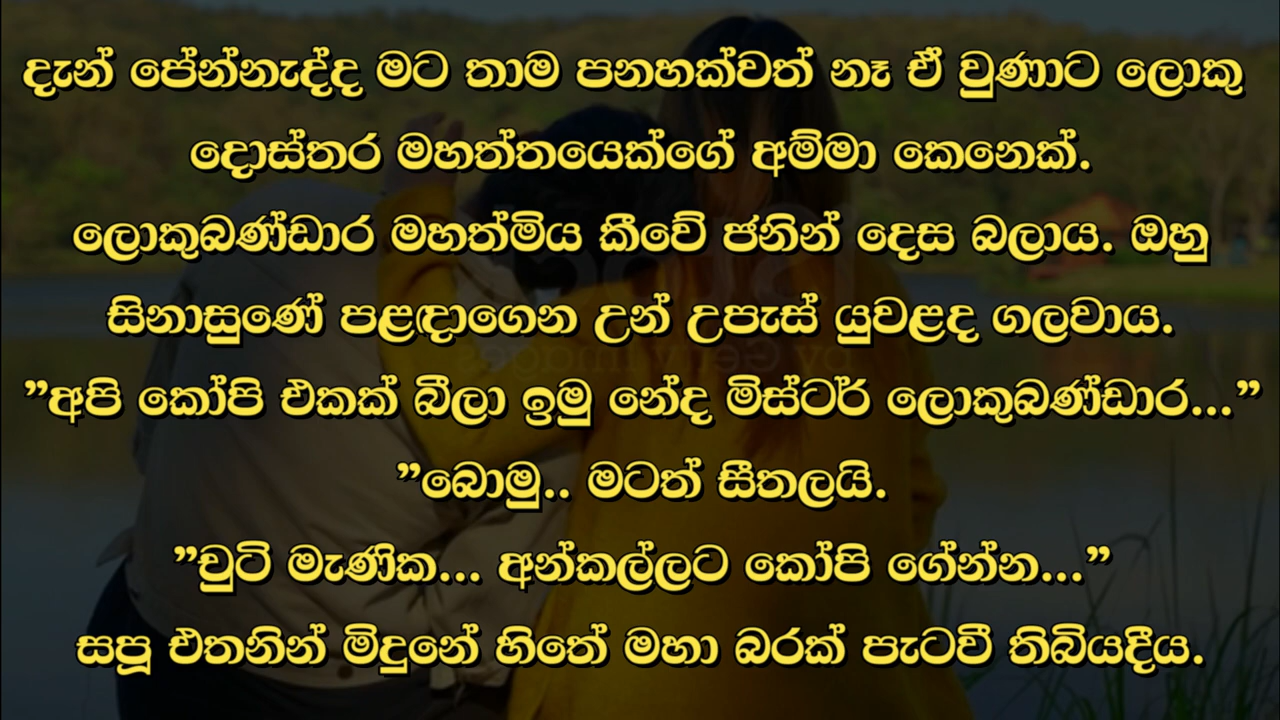 දැන් පේන්නැද්ද මට තාම පනහක්වත් නෑ ඒ වුණාට ලොකු
දොස්තර මහත්තයෙක්ගේ අම්මා කෙනෙක්.
ලොකුබණ්ඩාර මහත්මිය කීවේ ජනින් දෙස බලාය. ඔහු
සිනාසුණේ පළඳාගෙන උන් උපැස් යුවළද ගලවාය.
”අපි කෝපි එකක් බීලා ඉමු නේද මිස්ටර් ලොකුබණ්ඩාර...”
”බොමු.. මටත් සීතලයි.
”චුටි මැණික... අන්කල්ලට කෝපි ගේන්න...”
සපූ එතනින් මිදුනේ හිතේ මහා බරක් පැටවී තිබියදීය.